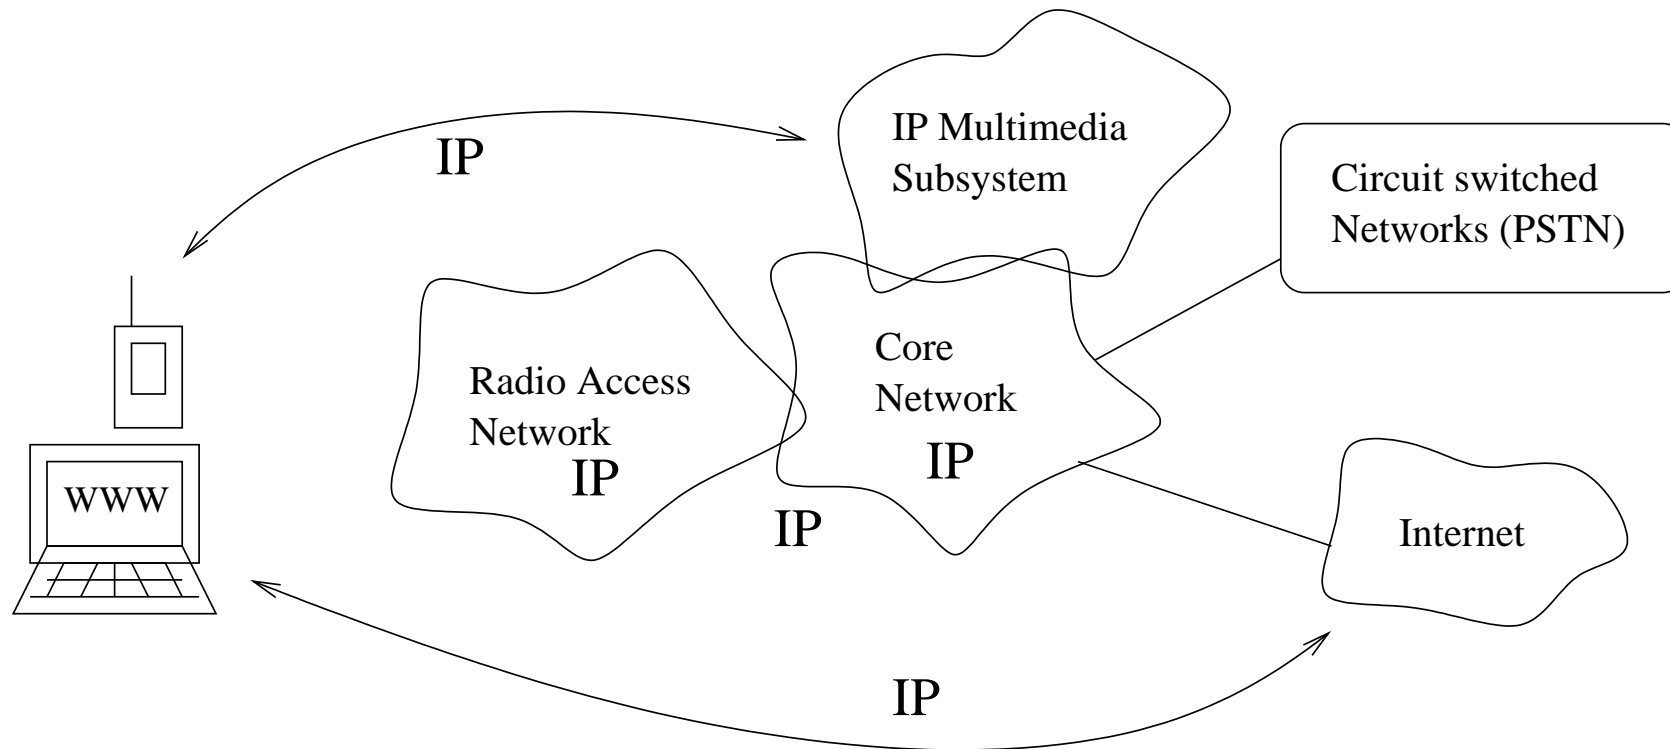 IP
IP Multimedia
Subsystem
Circuit switched
Networks (PSTN)
Radio Access
Network
IP
Core
Network
IP
WWW
IP
Internet
IP